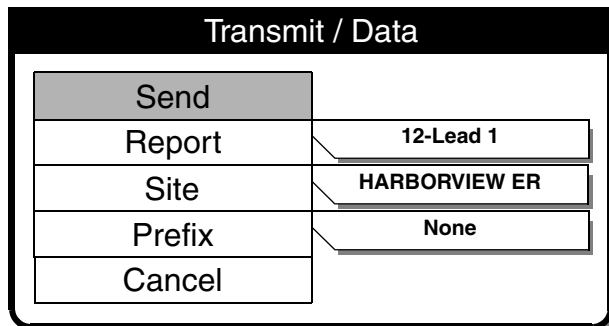 Transmit / Data
Send
Report 12-Lead 1
Site HARBORVIEW ER
Prefix None
Cancel